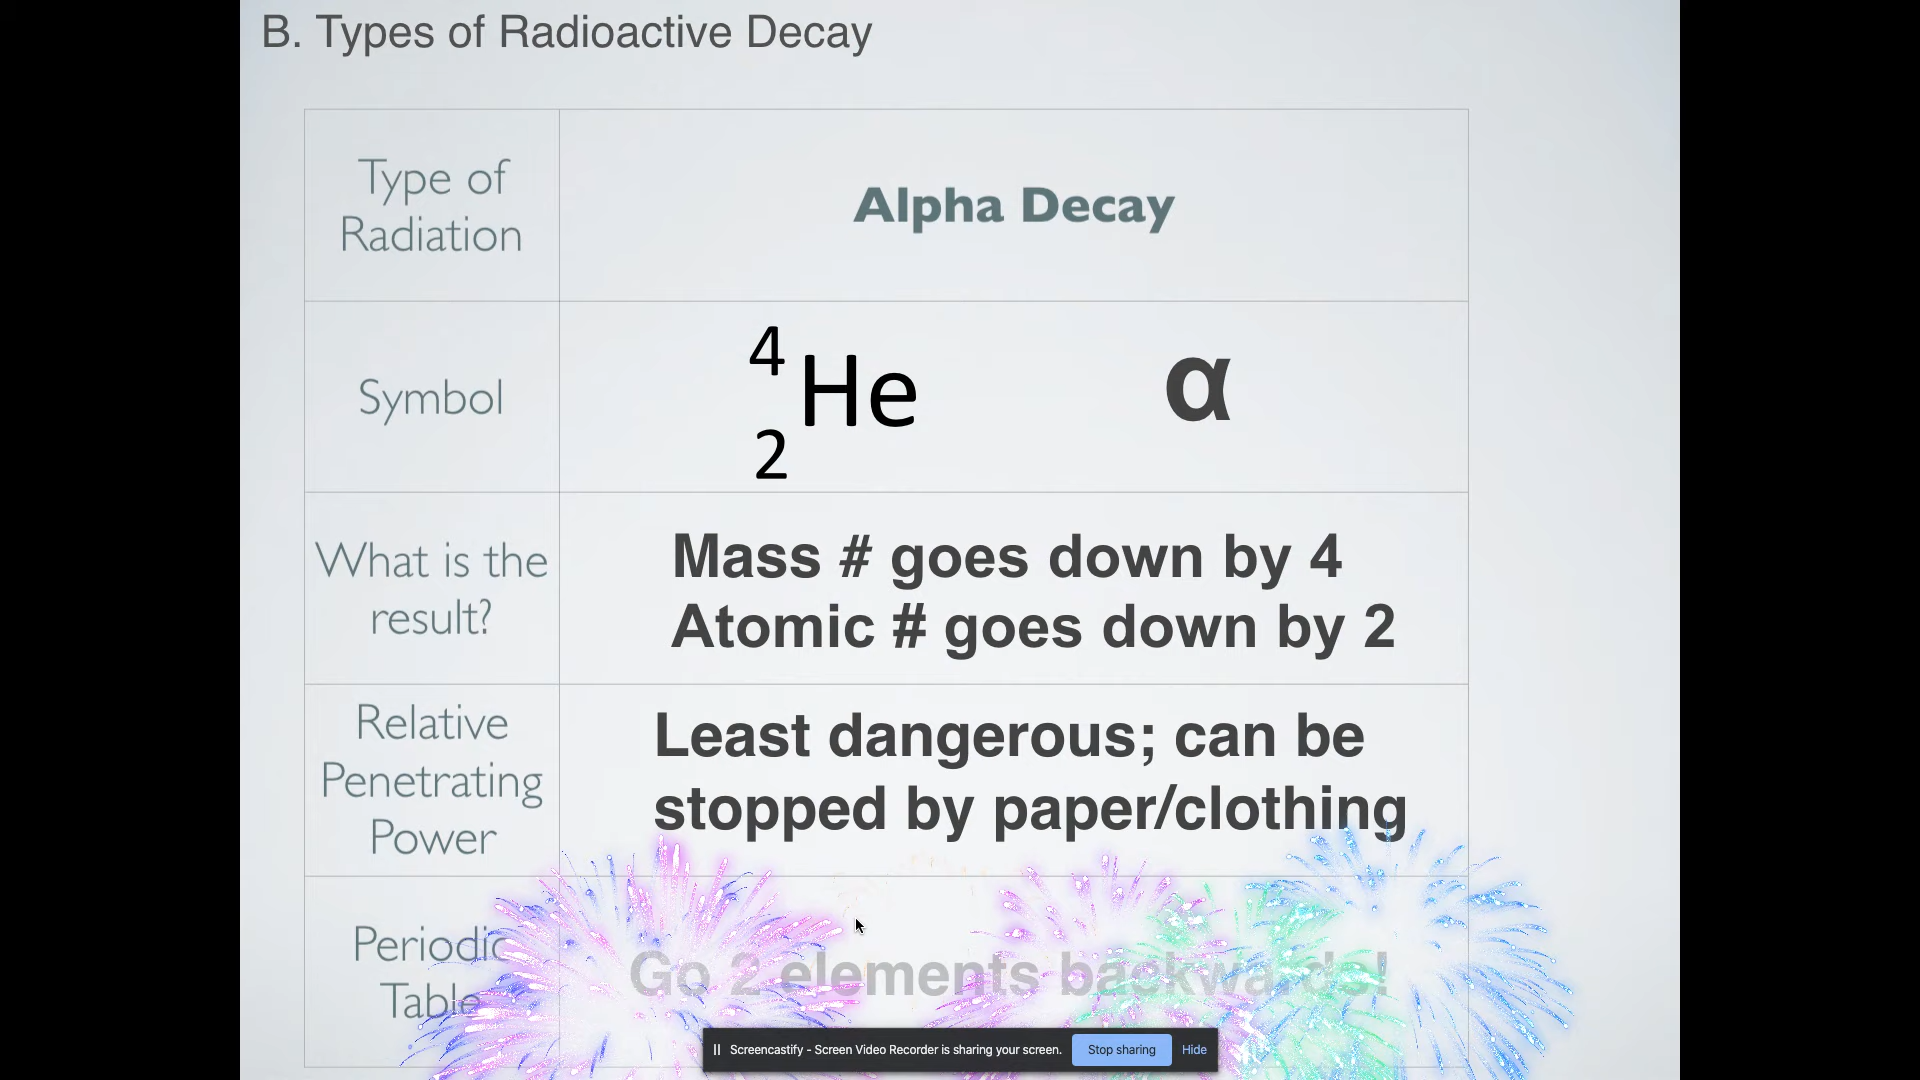 B. Types of Radioactive Decay
Type of
Radiation
Alpha Decay
Symbol
4
2
He
α
What is the
result?
Mass # goes down by 4
Atomic # goes down by 2
Relative
Penetrating
Power
Least dangerous; can be
stopped by paper/clothing
Periodic
Table
Go 2 elements backwards!
Screencastify - Screen Video Recorder is sharing your screen.
Stop sharing
Hide